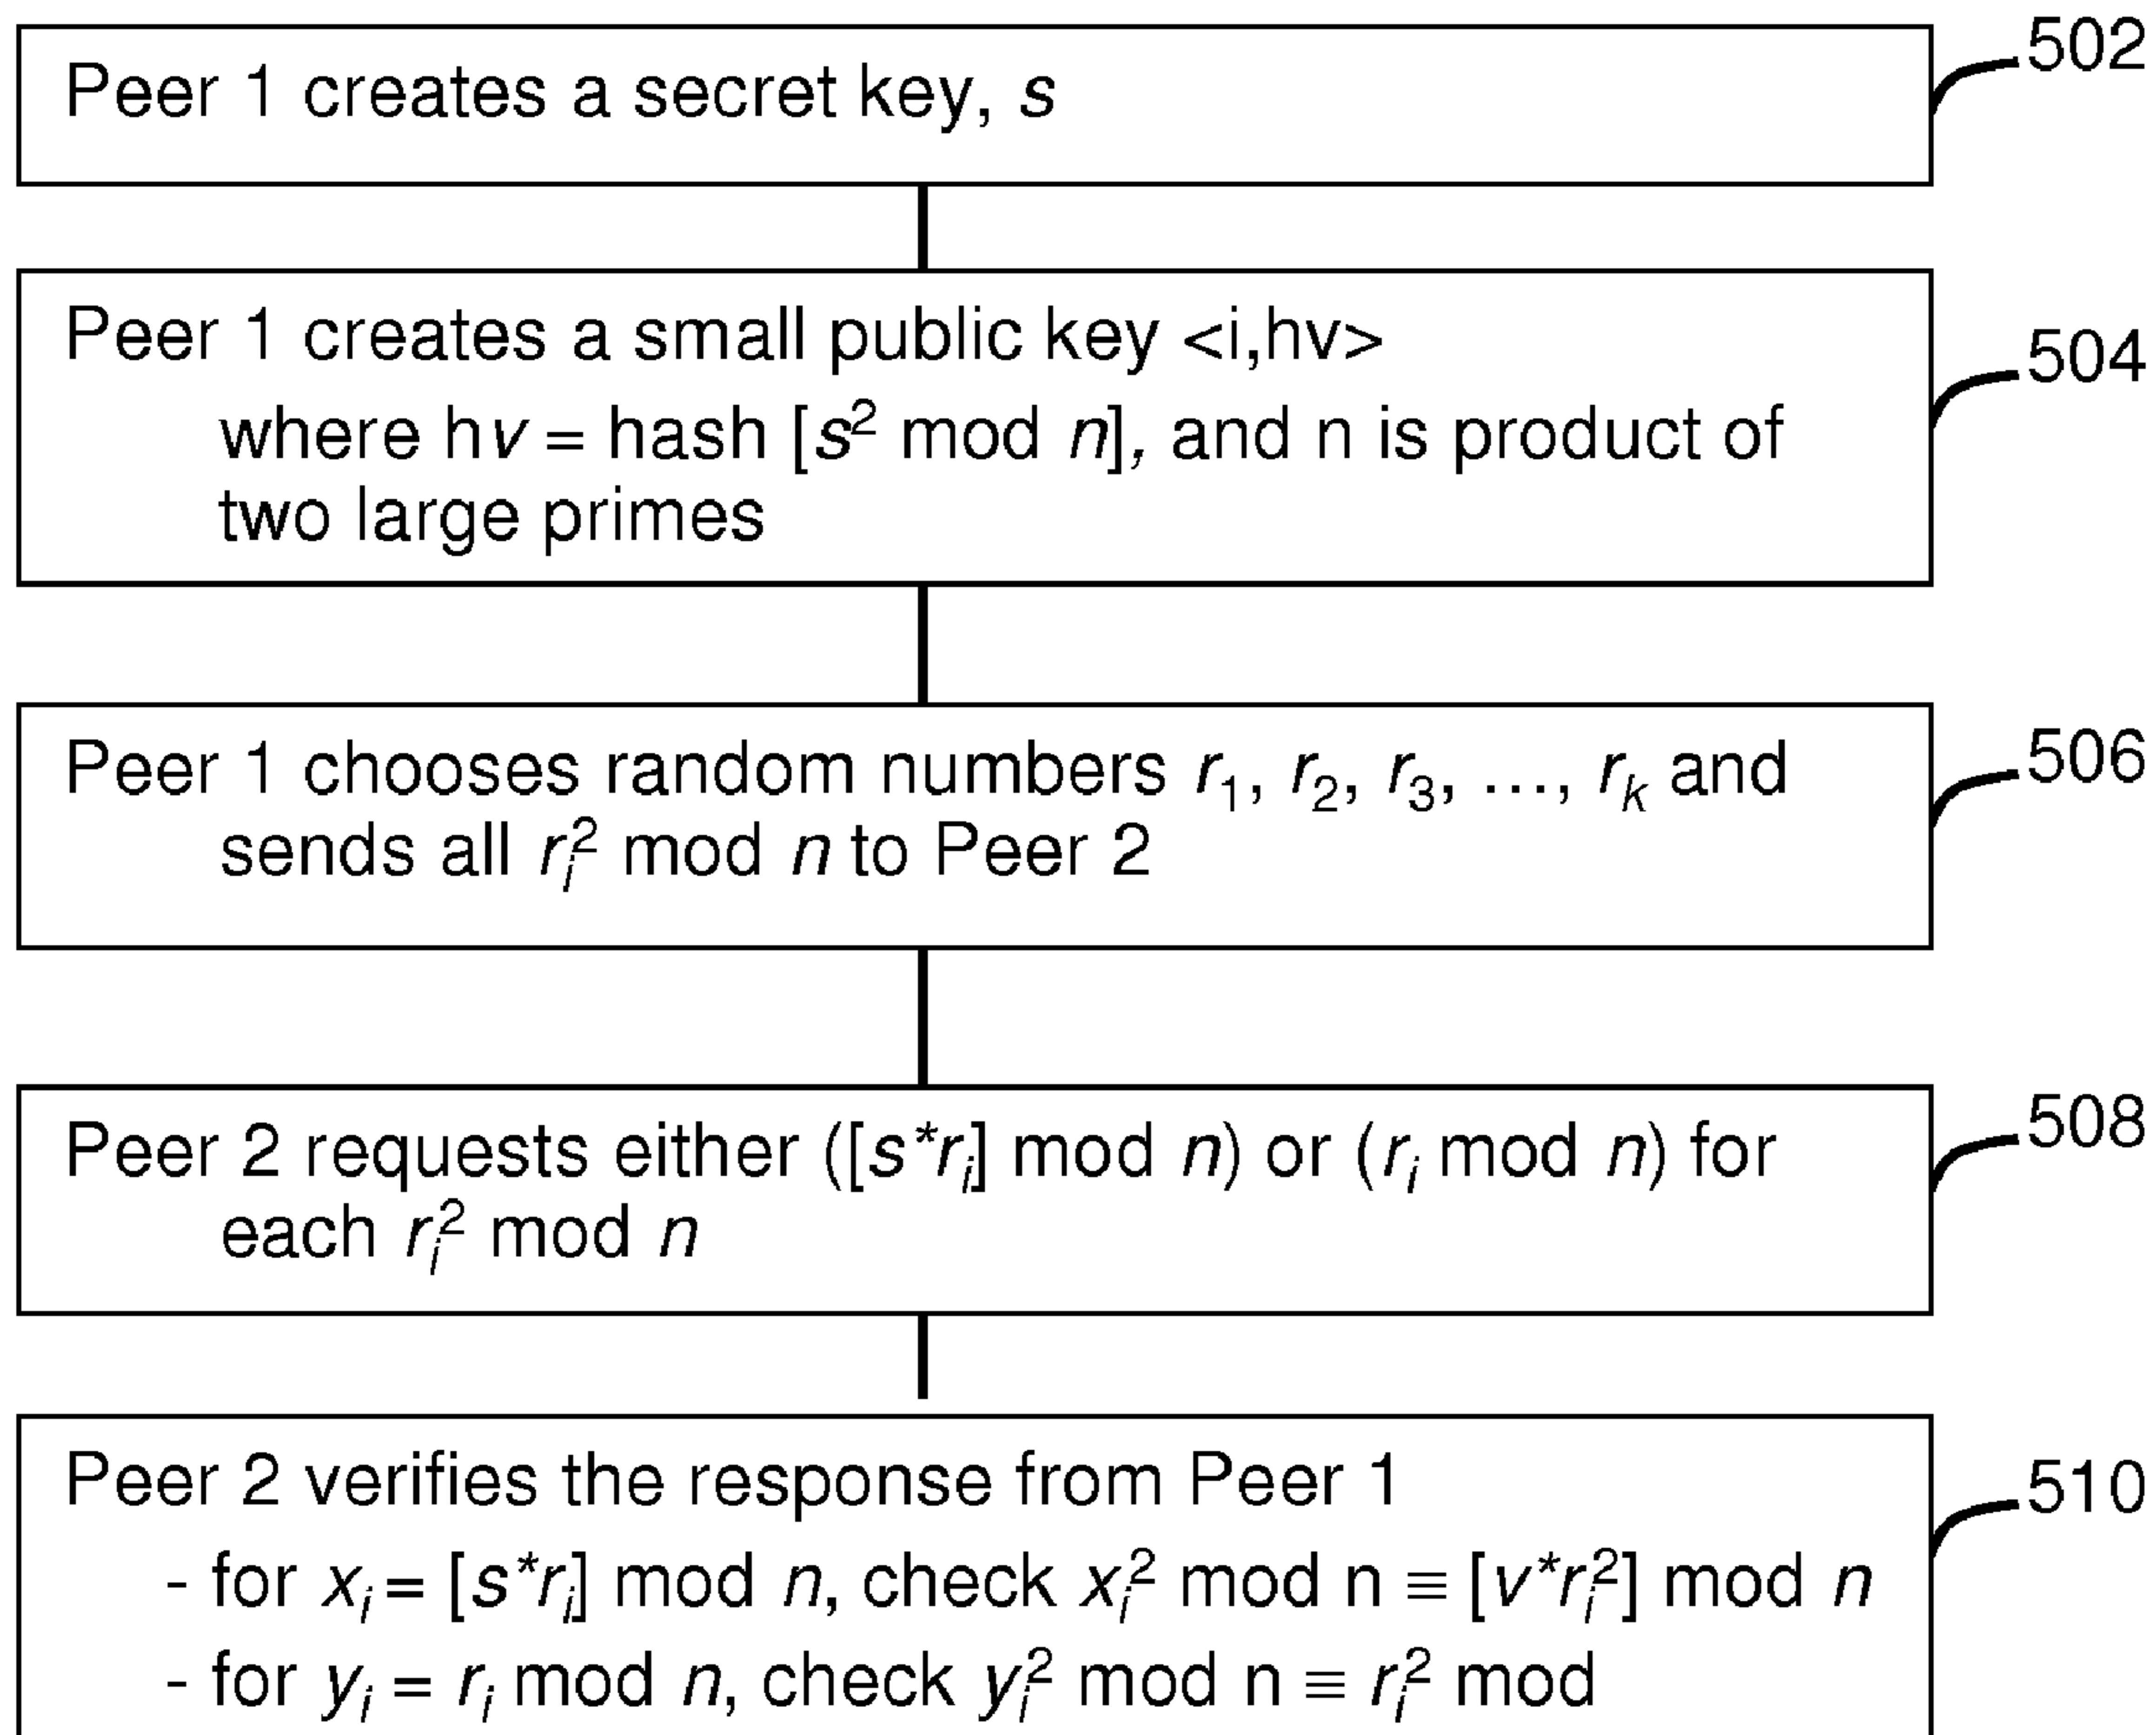 Peer 1 creates a secret key, s
502
Peer 1 creates a small public key <i,hv>
where hv = hash [s² mod n], and n is product of
two large primes
504
Peer 1 chooses random numbers r₁, r₂, r₃, ..., rₖ and
sends all rᵢ² mod n to Peer 2
506
Peer 2 requests either ([s*rᵢ] mod n) or (rᵢ mod n) for
each rᵢ² mod n
508
Peer 2 verifies the response from Peer 1
- for xᵢ = [s*rᵢ] mod n, check xᵢ² mod n ≡ [v*rᵢ²] mod n
- for yᵢ = rᵢ mod n, check yᵢ² mod n ≡ rᵢ² mod
510